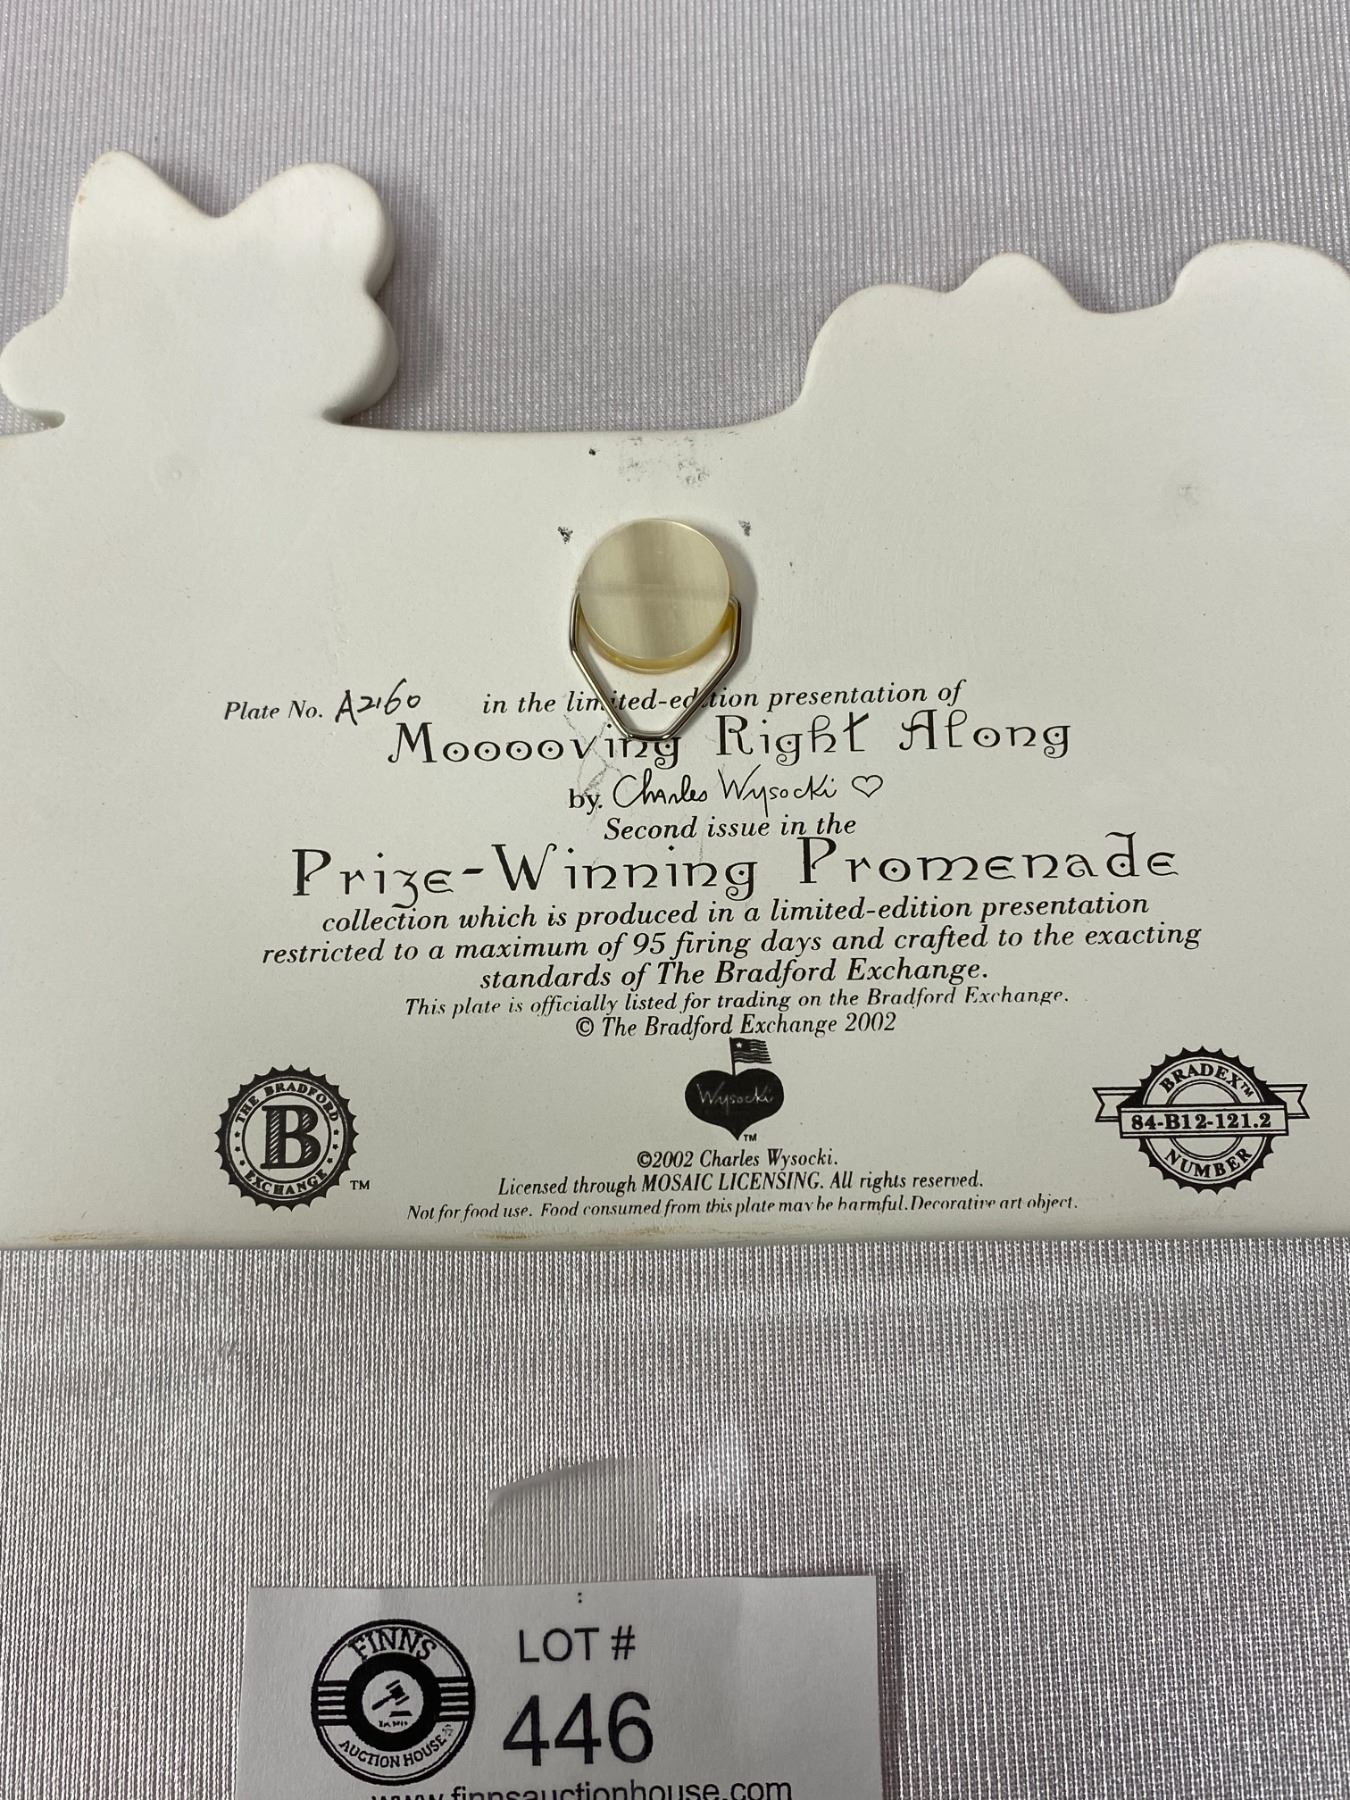 Plate No. A2160 in the limited-edition presentation of
Mooooving Right Along
by. Charles Wysocki ♡
Second issue in the
Prize-Winning Promenade
collection which is produced in a limited-edition presentation
restricted to a maximum of 95 firing days and crafted to the exacting
standards of The Bradford Exchange.
This plate is officially listed for trading on the Bradford Exchange.
© The Bradford Exchange 2002
THE BRADFORD
B
EXCHANGE
TM
Wysocki
TM
BRADEX™
84-B12-121.2
NUMBER
©2002 Charles Wysocki.
Licensed through MOSAIC LICENSING. All rights reserved.
Not for food use. Food consumed from this plate may be harmful. Decorative art object.
FINNS
AUCTION HOUSE
LOT #
446
www.finnsauctionhouse.com